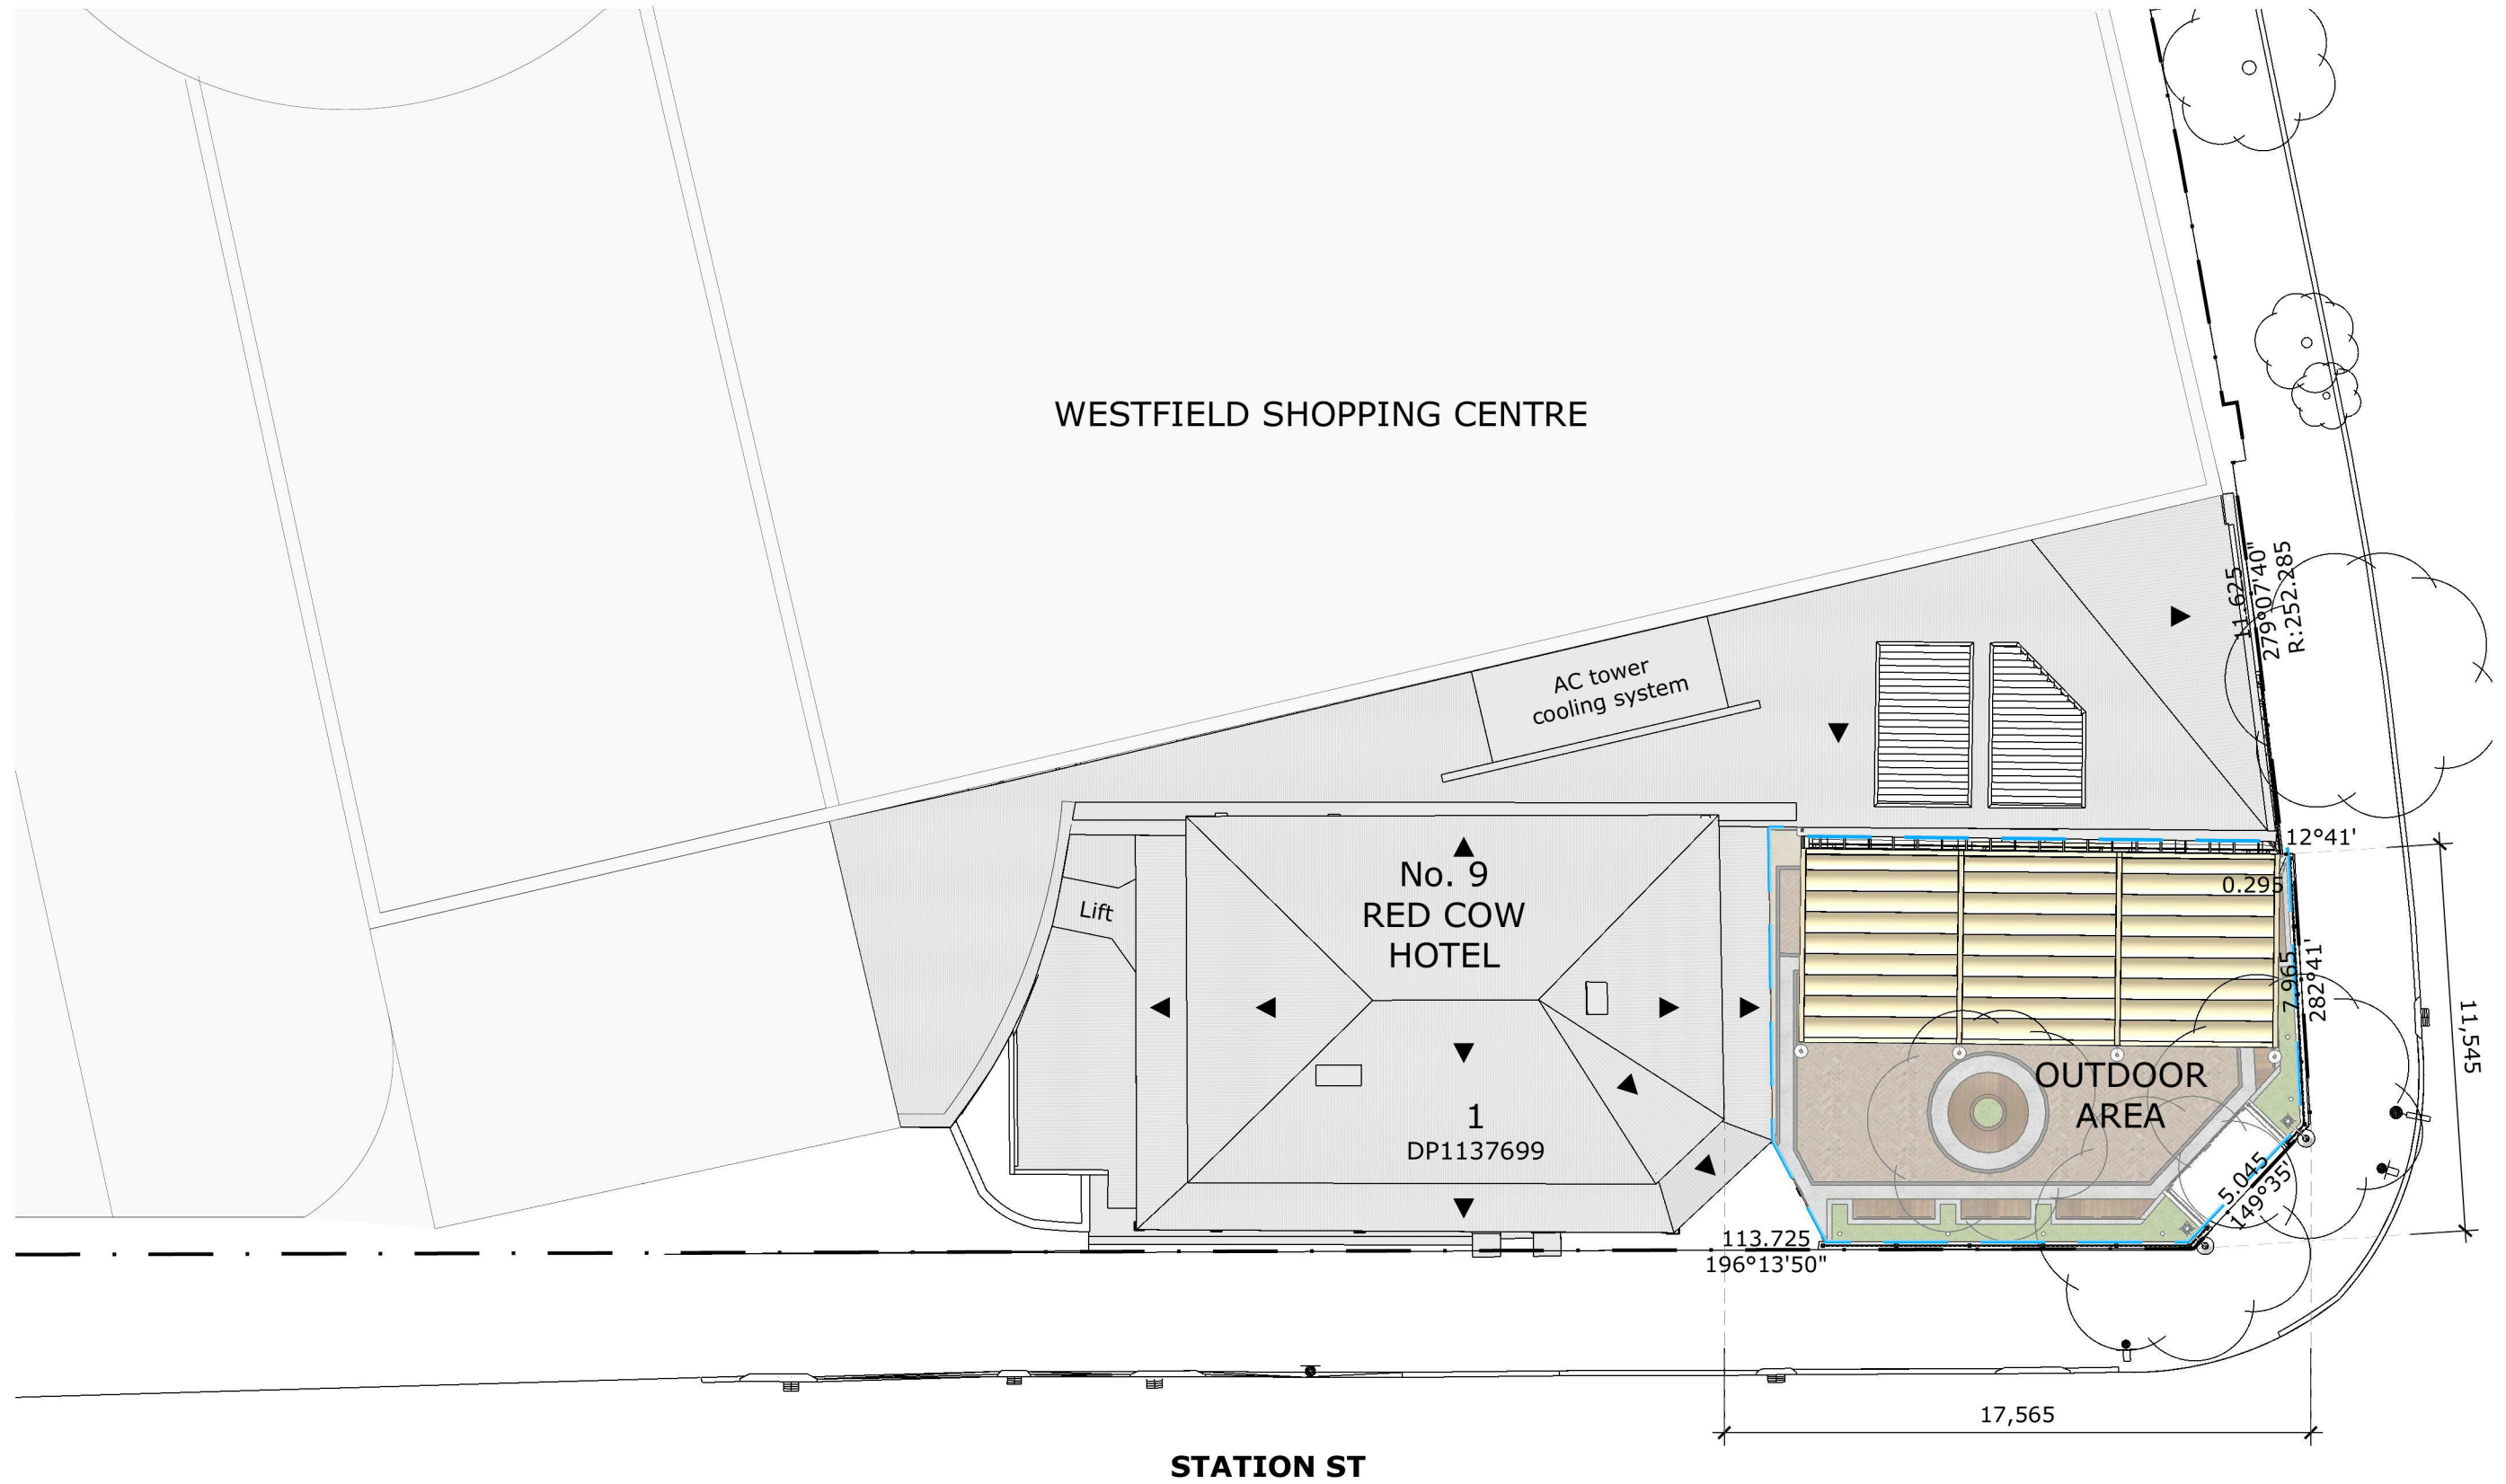 WESTFIELD SHOPPING CENTRE
11.625
279°07'40"
R:252.285
AC tower
cooling system
12°41'
No. 9
RED COW
HOTEL
0.295
Lift
7.965
282°41'
11,545
OUTDOOR
AREA
1
DP1137699
5.045
149°35'
113.725
196°13'50"
17,565
STATION ST